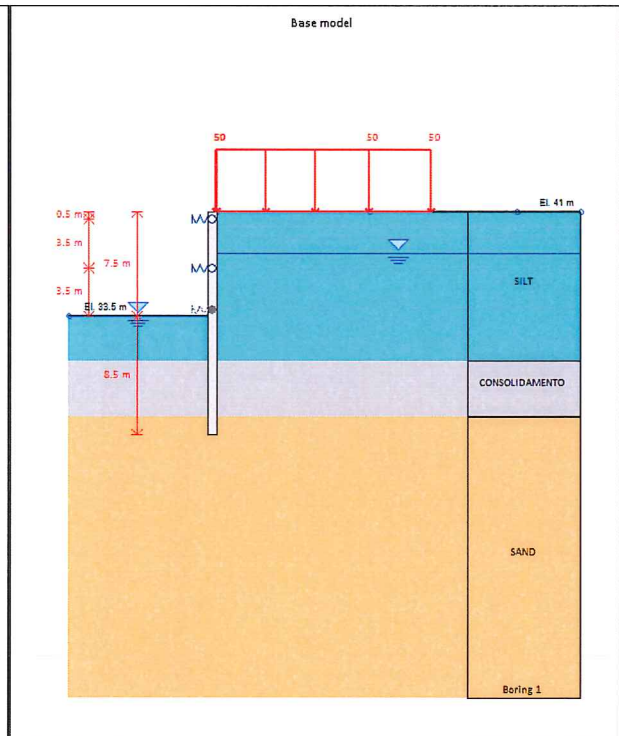 Base model
50
50
50
El. 41 m
0.5 m
3.5 m
7.5 m
3.5 m
El. 33.5 m
SILT
8.5 m
CONSOLIDAMENTO
SAND
Boring 1